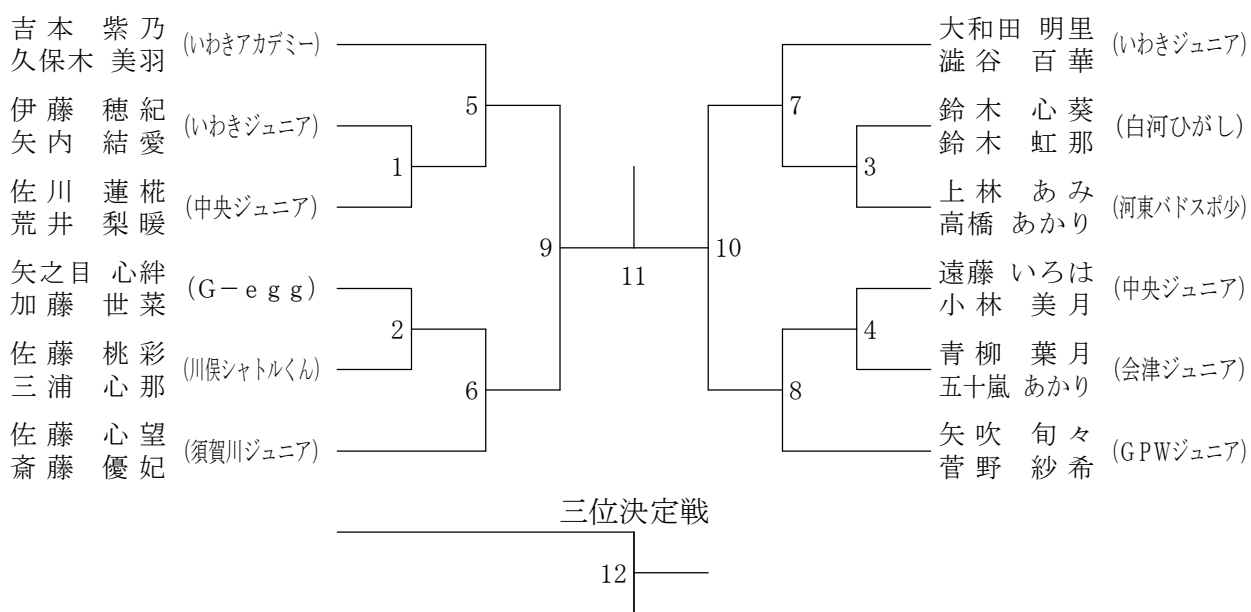 吉本 紫乃
久保木 美羽
(いわきアカデミー)
伊藤 穂紀
矢内 結愛
(いわきジュニア)
佐川 蓮椛
荒井 梨暖
(中央ジュニア)
矢之目 心絆
加藤 世菜
(G-egg)
佐藤 桃彩
三浦 心那
(川俣シャトルくん)
佐藤 心望
斎藤 優妃
(須賀川ジュニア)
5
1
9
2
6
11
10
7
3
4
8
大和田 明里
澁谷 百華
(いわきジュニア)
鈴木 心葵
鈴木 虹那
(白河ひがし)
上林 あみ
高橋 あかり
(河東バドスポ少)
遠藤 いろは
小林 美月
(中央ジュニア)
青柳 葉月
五十嵐 あかり
(会津ジュニア)
矢吹 旬々
菅野 紗希
(GPWジュニア)
三位決定戦
12